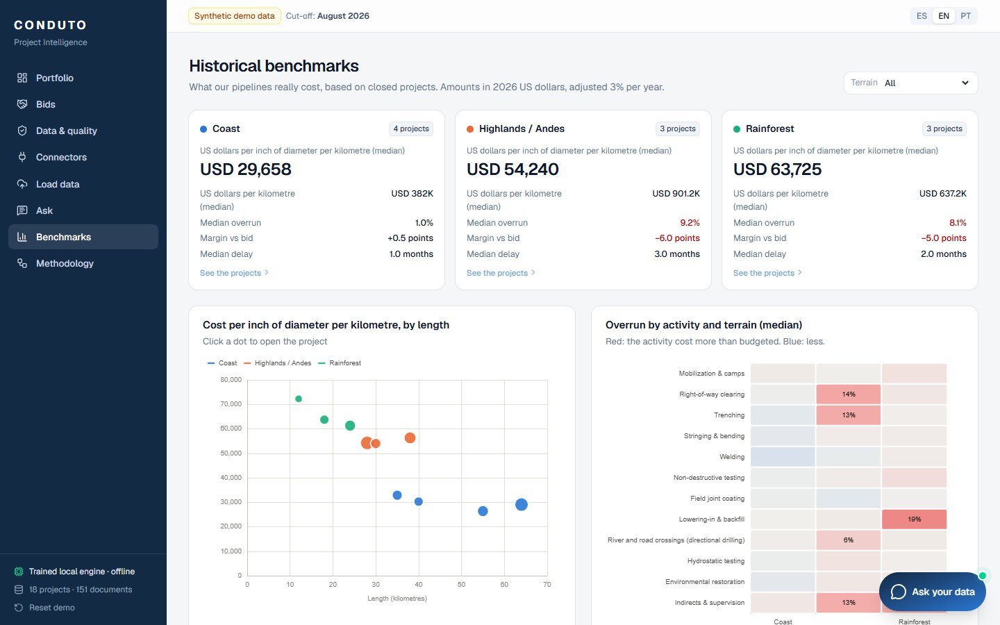 CONDUTO
Project Intelligence
Portfolio
Bids
Data & quality
Connectors
Load data
Ask
Benchmarks
Methodology
Trained local engine · offline
18 projects · 151 documents
Reset demo
Synthetic demo data
Cut-off: August 2026
ES EN PT
Historical benchmarks
What our pipelines really cost, based on closed projects. Amounts in 2026 US dollars, adjusted 3% per year.
Terrain All
Coast
4 projects
US dollars per inch of diameter per kilometre (median)
USD 29,658
US dollars per kilometre
(median)
USD 382K
Median overrun 1.0%
Margin vs bid +0.5 points
Median delay 1.0 months
See the projects
Highlands / Andes
3 projects
US dollars per inch of diameter per kilometre (median)
USD 54,240
US dollars per kilometre
(median)
USD 901.2K
Median overrun 9.2%
Margin vs bid −6.0 points
Median delay 3.0 months
See the projects
Rainforest
3 projects
US dollars per inch of diameter per kilometre (median)
USD 63,725
US dollars per kilometre
(median)
USD 637.2K
Median overrun 8.1%
Margin vs bid −5.0 points
Median delay 2.0 months
See the projects
Cost per inch of diameter per kilometre, by length
Click a dot to open the project
Coast Highlands / Andes Rainforest
80,000
70,000
60,000
50,000
40,000
30,000
20,000
10,000
0
0 10 20 30 40 50 60 70
Length (kilometres)
Overrun by activity and terrain (median)
Red: the activity cost more than budgeted. Blue: less.
Mobilization & camps
Right-of-way clearing 14%
Trenching 13%
Stringing & bending
Welding
Non-destructive testing
Field joint coating
Lowering-in & backfill 19%
River and road crossings (directional drilling) 6%
Hydrostatic testing
Environmental restoration
Indirects & supervision 13%
Coast Rainforest
Ask your data